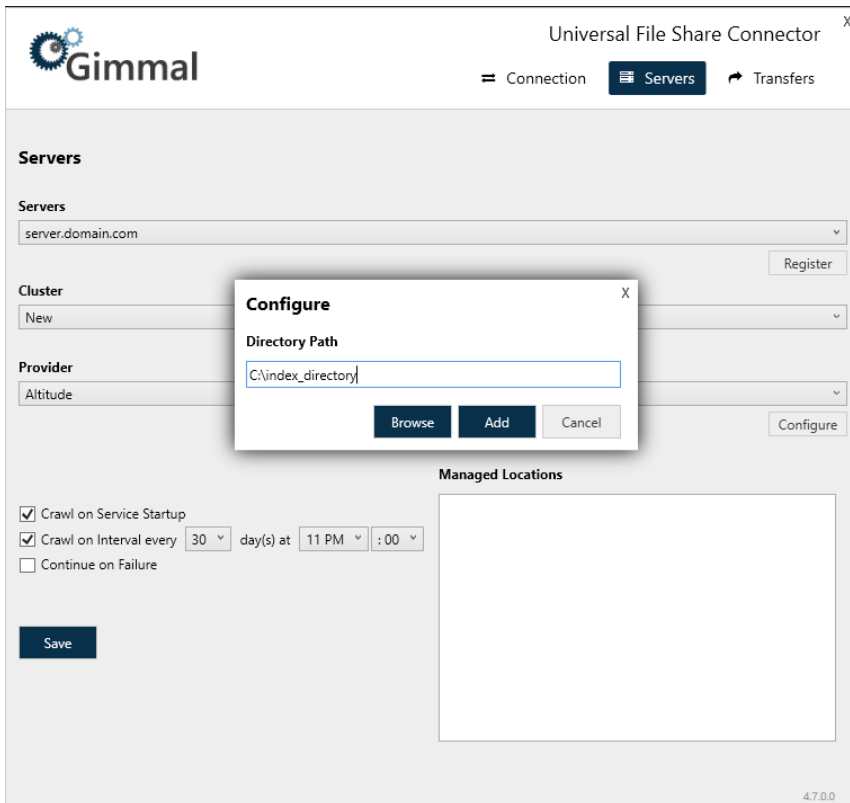 X
Universal File Share Connector
Gimmal
Connection Servers Transfers
Servers
Servers
server.domain.com
Register
Cluster
New
Configure X
Directory Path
C:\index_directory
Browse Add Cancel
Provider
Altitude
Configure
Managed Locations
Crawl on Service Startup
Crawl on Interval every 30 day(s) at 11 PM : 00
Continue on Failure
Save
4.7.0.0